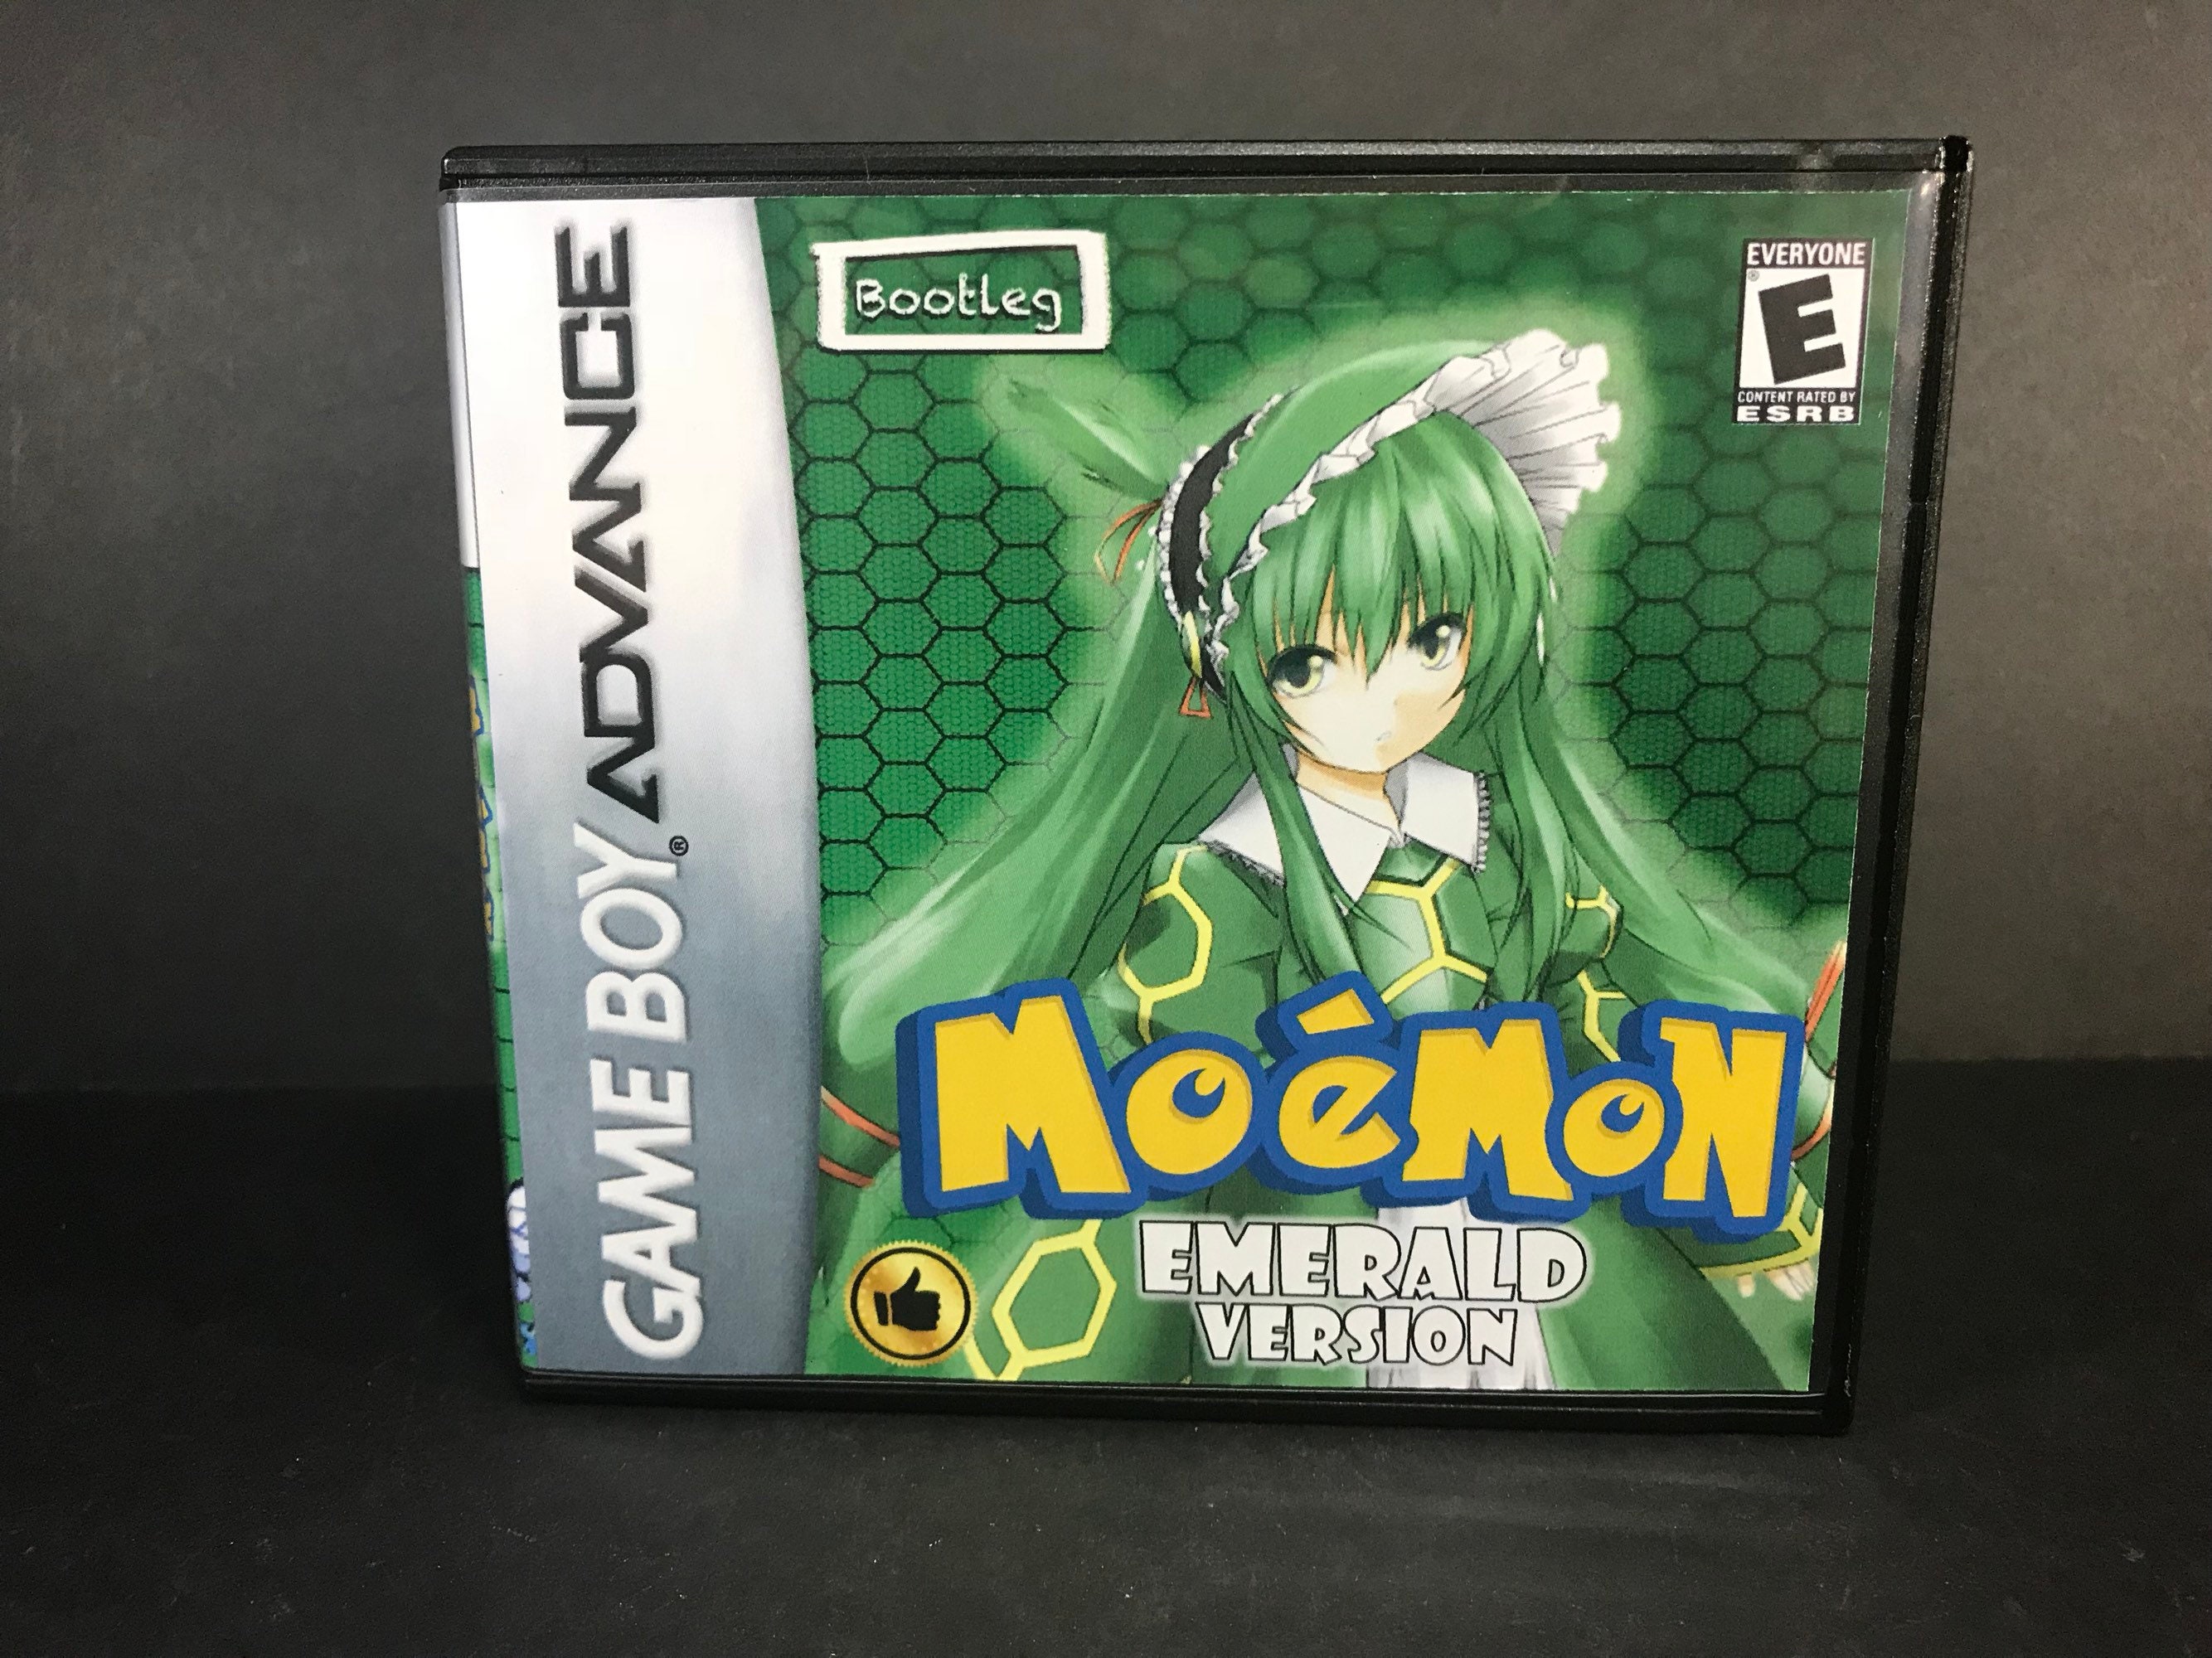 GAME BOY ADVANCE
®
Bootleg
EVERYONE
E
®
CONTENT RATED BY
ESRB
MoéMoN
EMERALD
VERSION